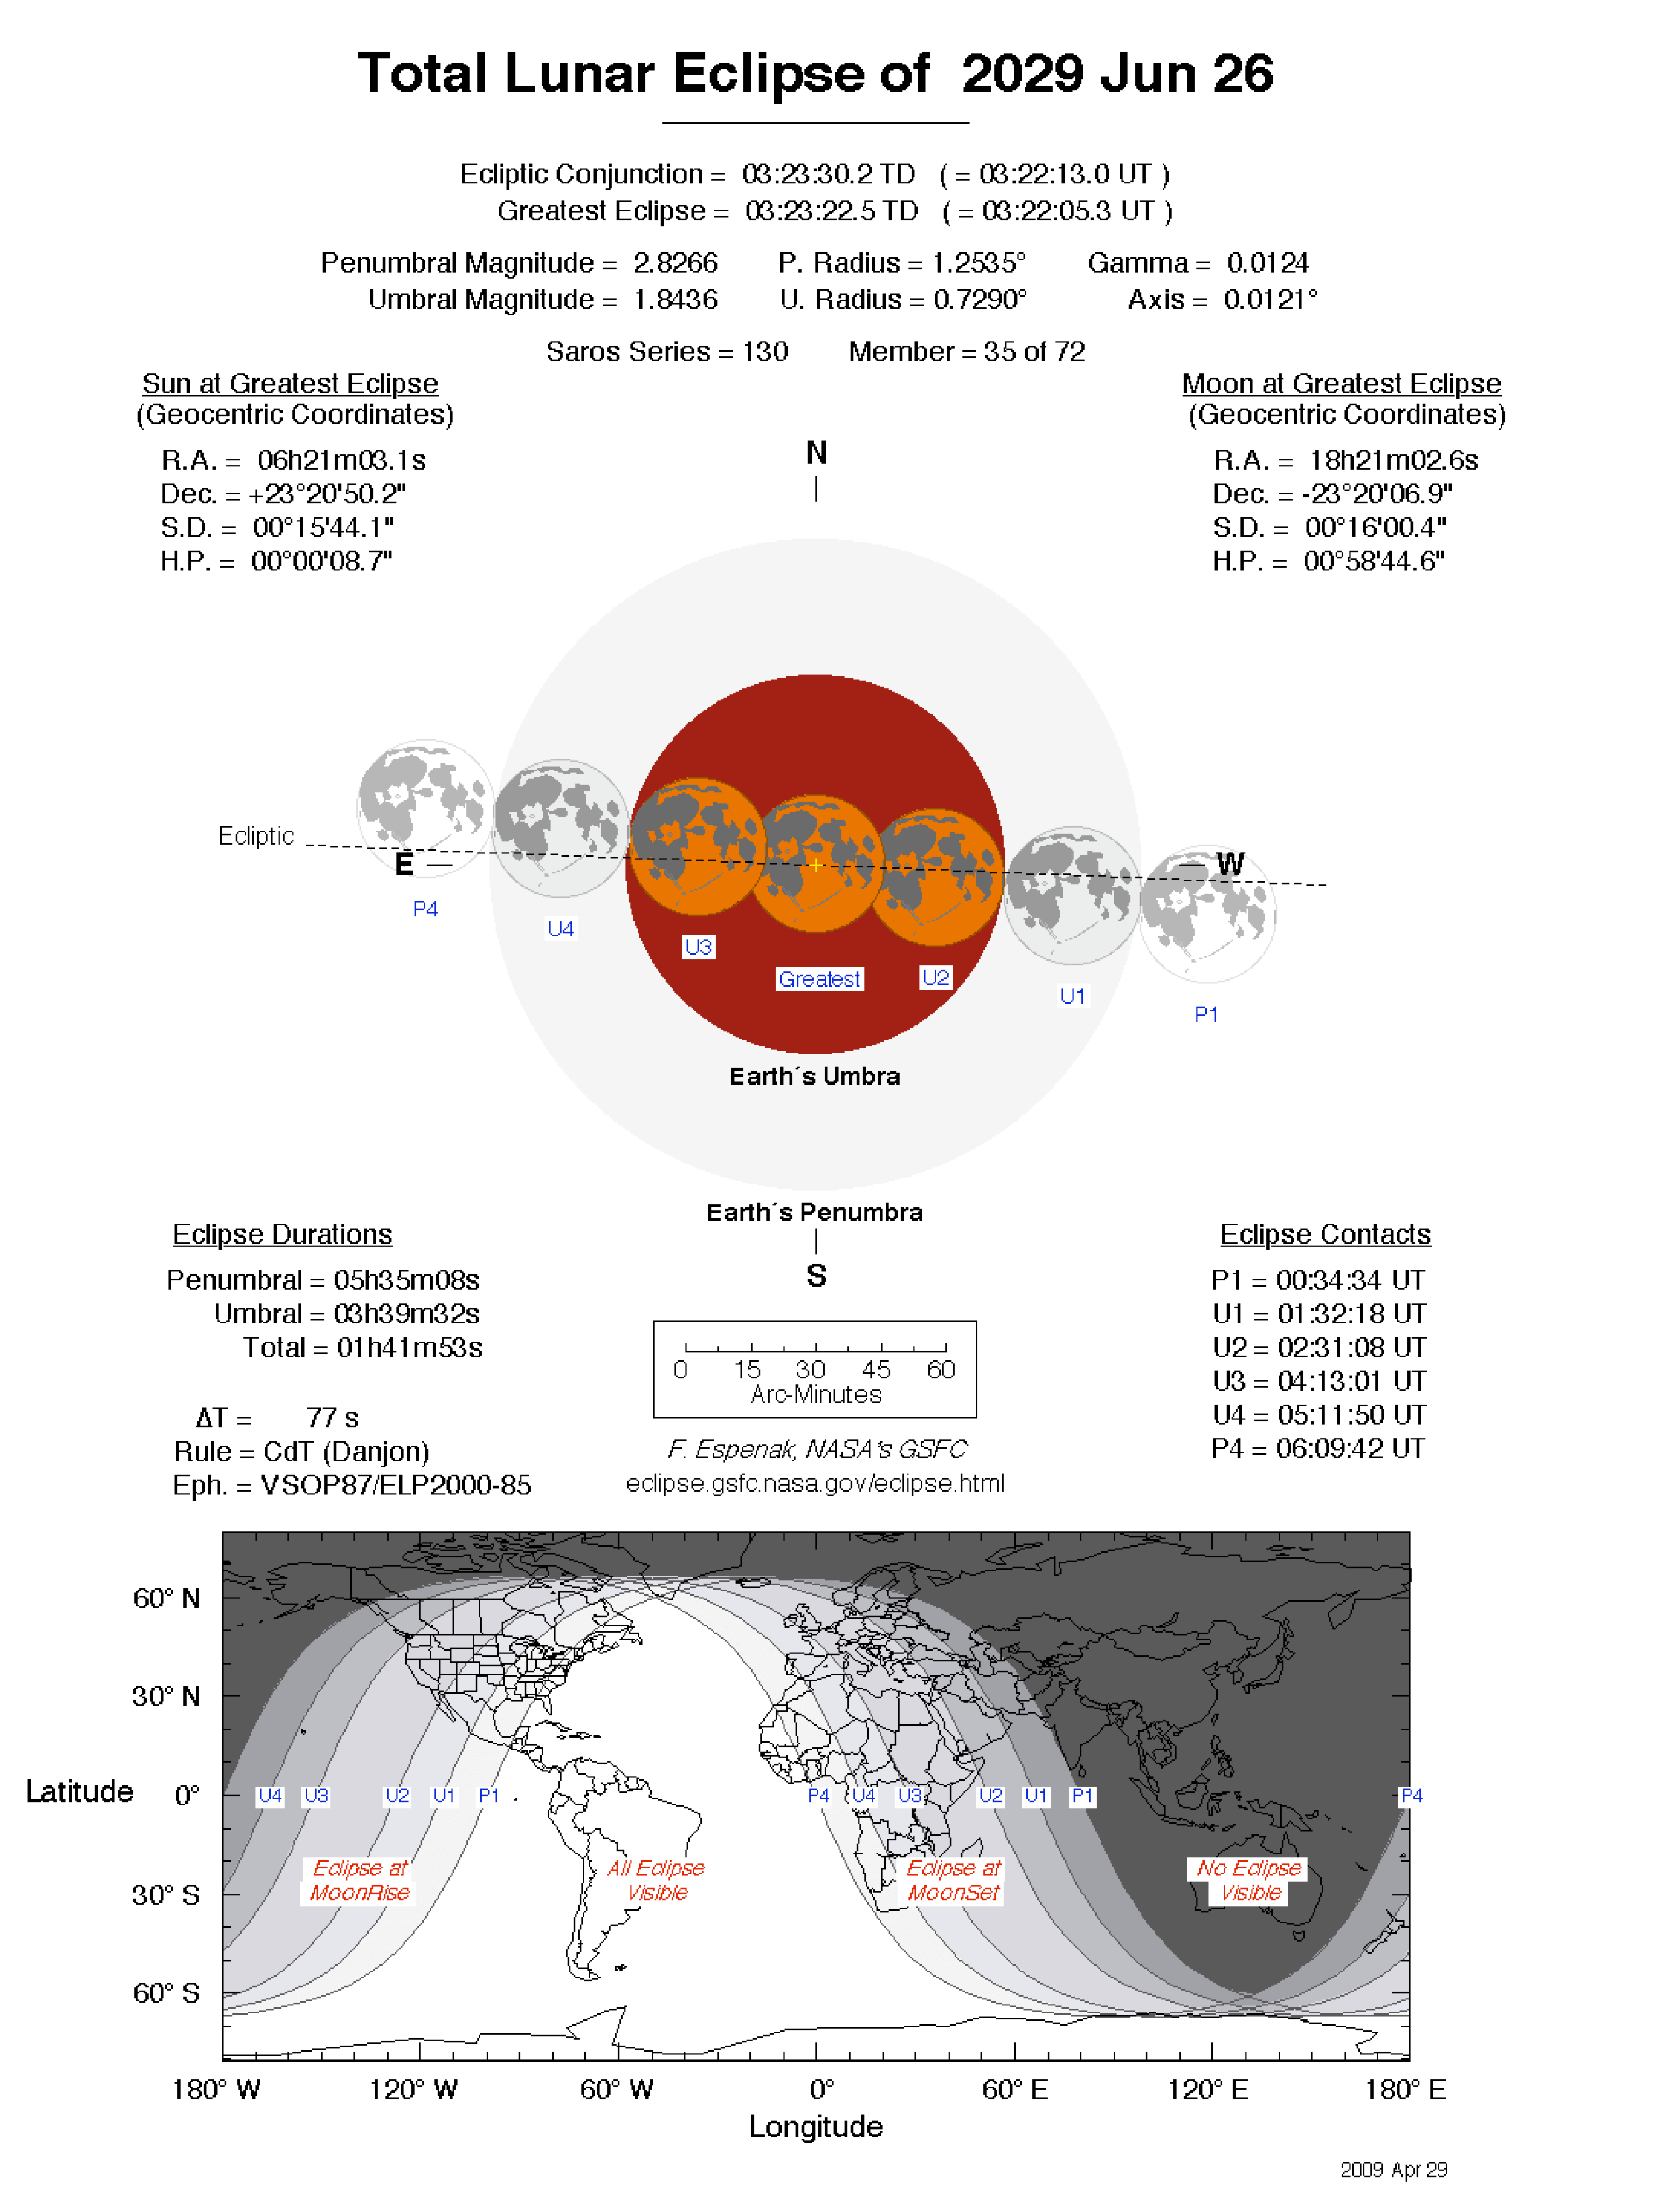 Total Lunar Eclipse of 2029 Jun 26
Ecliptic Conjunction = 03:23:30.2 TD ( = 03:22:13.0 UT )
Greatest Eclipse = 03:23:22.5 TD ( = 03:22:05.3 UT )
Penumbral Magnitude = 2.8266 P. Radius = 1.2535° Gamma = 0.0124
Umbral Magnitude = 1.8436 U. Radius = 0.7290° Axis = 0.0121°
Saros Series = 130 Member = 35 of 72
Sun at Greatest Eclipse
(Geocentric Coordinates)
R.A. = 06h21m03.1s
Dec. = +23°20'50.2"
S.D. = 00°15'44.1"
H.P. = 00°00'08.7"
Moon at Greatest Eclipse
(Geocentric Coordinates)
R.A. = 18h21m02.6s
Dec. = -23°20'06.9"
S.D. = 00°16'00.4"
H.P. = 00°58'44.6"
N
Ecliptic
E
W
P4
U4
U3
Greatest
U2
U1
P1
Earth´s Umbra
Earth´s Penumbra
S
Eclipse Durations
Penumbral = 05h35m08s
Umbral = 03h39m32s
Total = 01h41m53s
ΔT = 77 s
Rule = CdT (Danjon)
Eph. = VSOP87/ELP2000-85
0 15 30 45 60
Arc-Minutes
F. Espenak, NASA's GSFC
eclipse.gsfc.nasa.gov/eclipse.html
Eclipse Contacts
P1 = 00:34:34 UT
U1 = 01:32:18 UT
U2 = 02:31:08 UT
U3 = 04:13:01 UT
U4 = 05:11:50 UT
P4 = 06:09:42 UT
60° N
30° N
Latitude 0°
30° S
60° S
U4 U3 U2 U1 P1 P4 U4 U3 U2 U1 P1 P4
Eclipse at
MoonRise
All Eclipse
Visible
Eclipse at
MoonSet
No Eclipse
Visible
180° W 120° W 60° W 0° 60° E 120° E 180° E
Longitude
2009 Apr 29